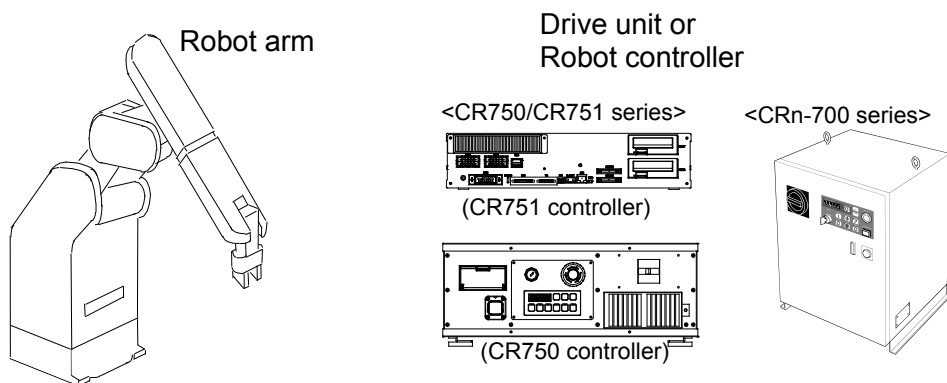 Robot arm
Drive unit or
Robot controller
<CR750/CR751 series>
<CRn-700 series>
(CR751 controller)
(CR750 controller)